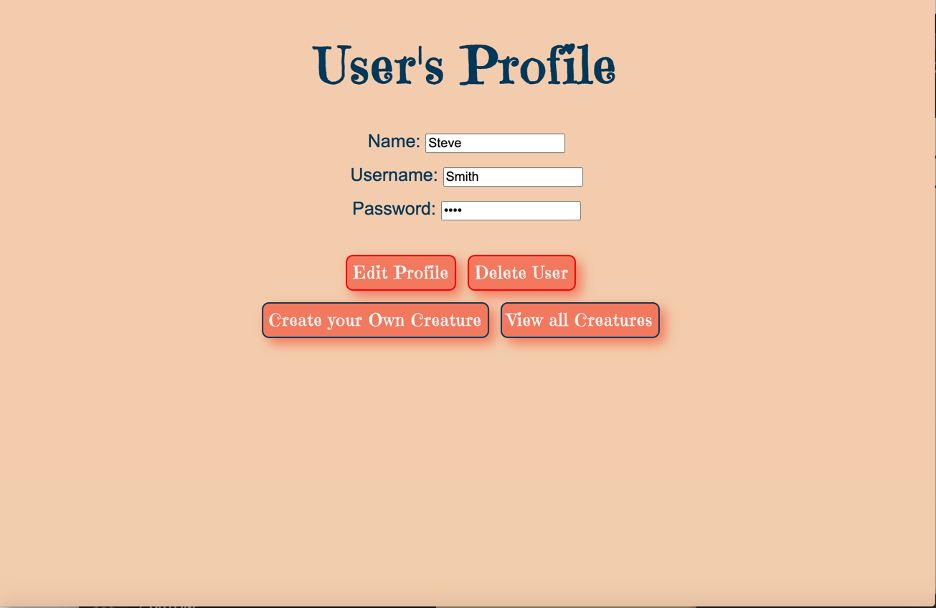 User's Profile
Name: Steve
Username: Smith
Password: ••••
Edit Profile Delete User
Create your Own Creature View all Creatures